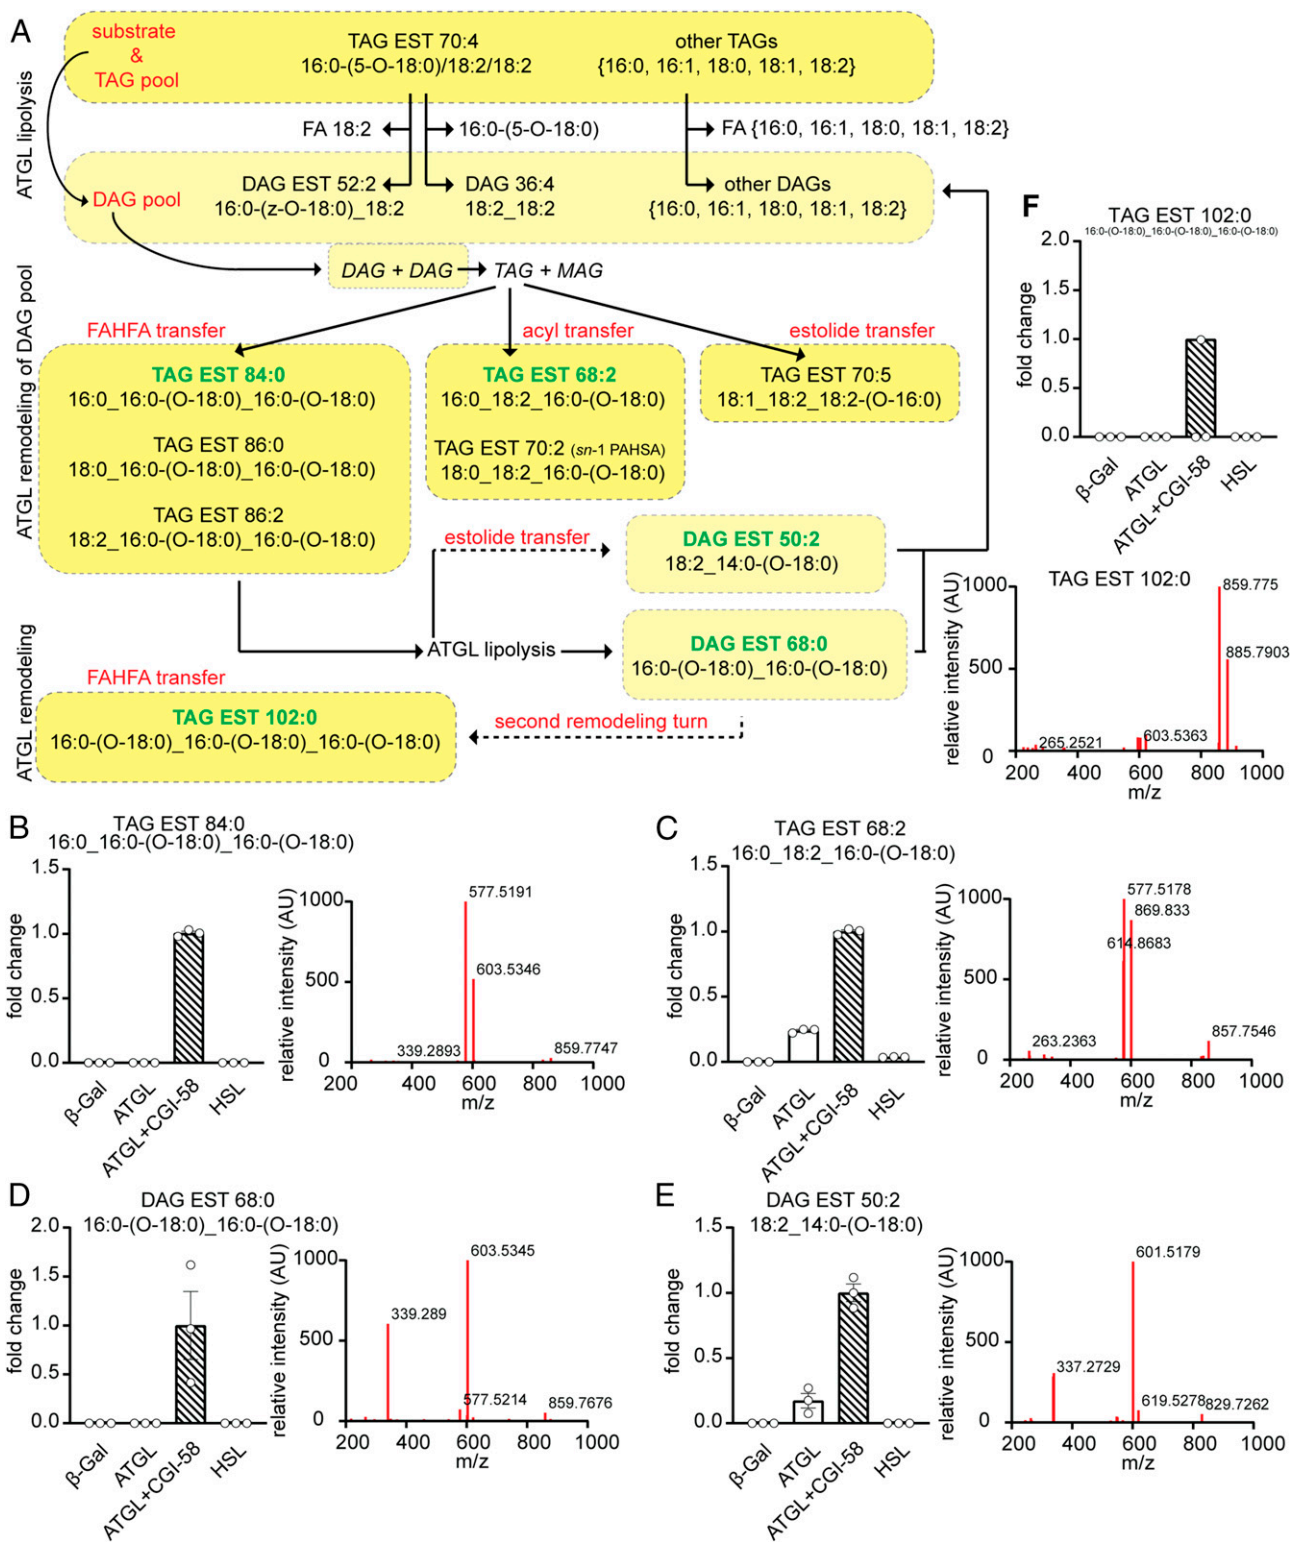 A
substrate
&
TAG pool
TAG EST 70:4
16:0-(5-O-18:0)/18:2/18:2
other TAGs
{16:0, 16:1, 18:0, 18:1, 18:2}
ATGL lipolysis
FA 18:2
16:0-(5-O-18:0)
FA {16:0, 16:1, 18:0, 18:1, 18:2}
DAG pool
DAG EST 52:2
16:0-(z-O-18:0)_18:2
DAG 36:4
18:2_18:2
other DAGs
{16:0, 16:1, 18:0, 18:1, 18:2}
ATGL remodeling of DAG pool
DAG + DAG
TAG + MAG
FAHFA transfer
acyl transfer
estolide transfer
TAG EST 84:0
16:0_16:0-(O-18:0)_16:0-(O-18:0)
TAG EST 86:0
18:0_16:0-(O-18:0)_16:0-(O-18:0)
TAG EST 86:2
18:2_16:0-(O-18:0)_16:0-(O-18:0)
TAG EST 68:2
16:0_18:2_16:0-(O-18:0)
TAG EST 70:2 (sn-1 PAHSA)
18:0_18:2_16:0-(O-18:0)
TAG EST 70:5
18:1_18:2_18:2-(O-16:0)
estolide transfer
DAG EST 50:2
18:2_14:0-(O-18:0)
ATGL remodeling
ATGL lipolysis
DAG EST 68:0
16:0-(O-18:0)_16:0-(O-18:0)
FAHFA transfer
TAG EST 102:0
16:0-(O-18:0)_16:0-(O-18:0)_16:0-(O-18:0)
second remodeling turn
F
TAG EST 102:0
16:0-(O-18:0)_16:0-(O-18:0)_16:0-(O-18:0)
fold change
2.0
1.5
1.0
0.5
0.0
β-Gal
ATGL
ATGL+CGI-58
HSL
TAG EST 102:0
relative intensity (AU)
1000
500
0
859.775
885.7903
265.2521
603.5363
200 400 600 800 1000
m/z
B
TAG EST 84:0
16:0_16:0-(O-18:0)_16:0-(O-18:0)
fold change
1.5
1.0
0.5
0.0
β-Gal
ATGL
ATGL+CGI-58
HSL
relative intensity (AU)
1000
500
0
577.5191
603.5346
339.2893
859.7747
200 400 600 800 1000
m/z
C
TAG EST 68:2
16:0_18:2_16:0-(O-18:0)
fold change
1.5
1.0
0.5
0.0
β-Gal
ATGL
ATGL+CGI-58
HSL
relative intensity (AU)
1000
500
0
577.5178
869.833
614.8683
263.2363
857.7546
200 400 600 800 1000
m/z
D
DAG EST 68:0
16:0-(O-18:0)_16:0-(O-18:0)
fold change
2.0
1.5
1.0
0.5
0.0
β-Gal
ATGL
ATGL+CGI-58
HSL
relative intensity (AU)
1000
500
0
603.5345
339.289
577.5214
859.7676
200 400 600 800 1000
m/z
E
DAG EST 50:2
18:2_14:0-(O-18:0)
fold change
1.5
1.0
0.5
0.0
β-Gal
ATGL
ATGL+CGI-58
HSL
relative intensity (AU)
1000
500
0
601.5179
337.2729
619.5278
829.7262
200 400 600 800 1000
m/z